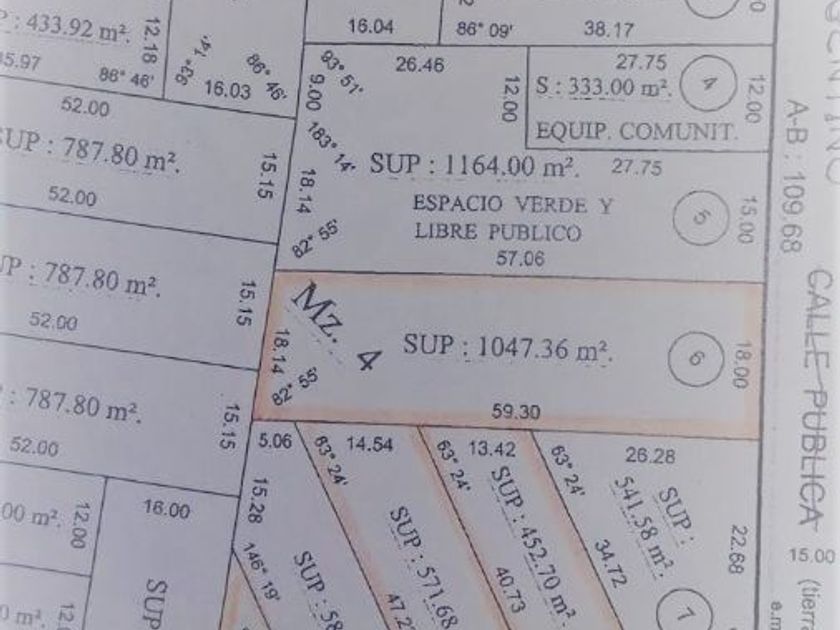 16.04
86° 09'
38.17
433.92 m².
12.18
86° 46'
93° 14'
86° 46'
16.03
93° 51'
26.46
9.00
12.00
27.75
S : 333.00 m².
4
12.00
EQUIP. COMUNIT.
52.00
SUP : 787.80 m².
15.15
52.00
183° 14'
SUP : 1164.00 m².
27.75
18.14
ESPACIO VERDE Y
LIBRE PUBLICO
5
15.00
82° 55'
57.06
A-B : 109.68
: 787.80 m².
15.15
52.00
Mz. 4
SUP : 1047.36 m².
6
18.00
18.14
82° 55'
59.30
CALLE PUBLICA
: 787.80 m².
15.15
52.00
5.06
63° 24'
14.54
63° 24'
13.42
63° 24'
26.28
15.28
146° 19'
SUP : 571.68
SUP : 452.70 m².
40.73
34.72
SUP :
541.58 m².
22.68
15.00
16.00
12.00
SUP